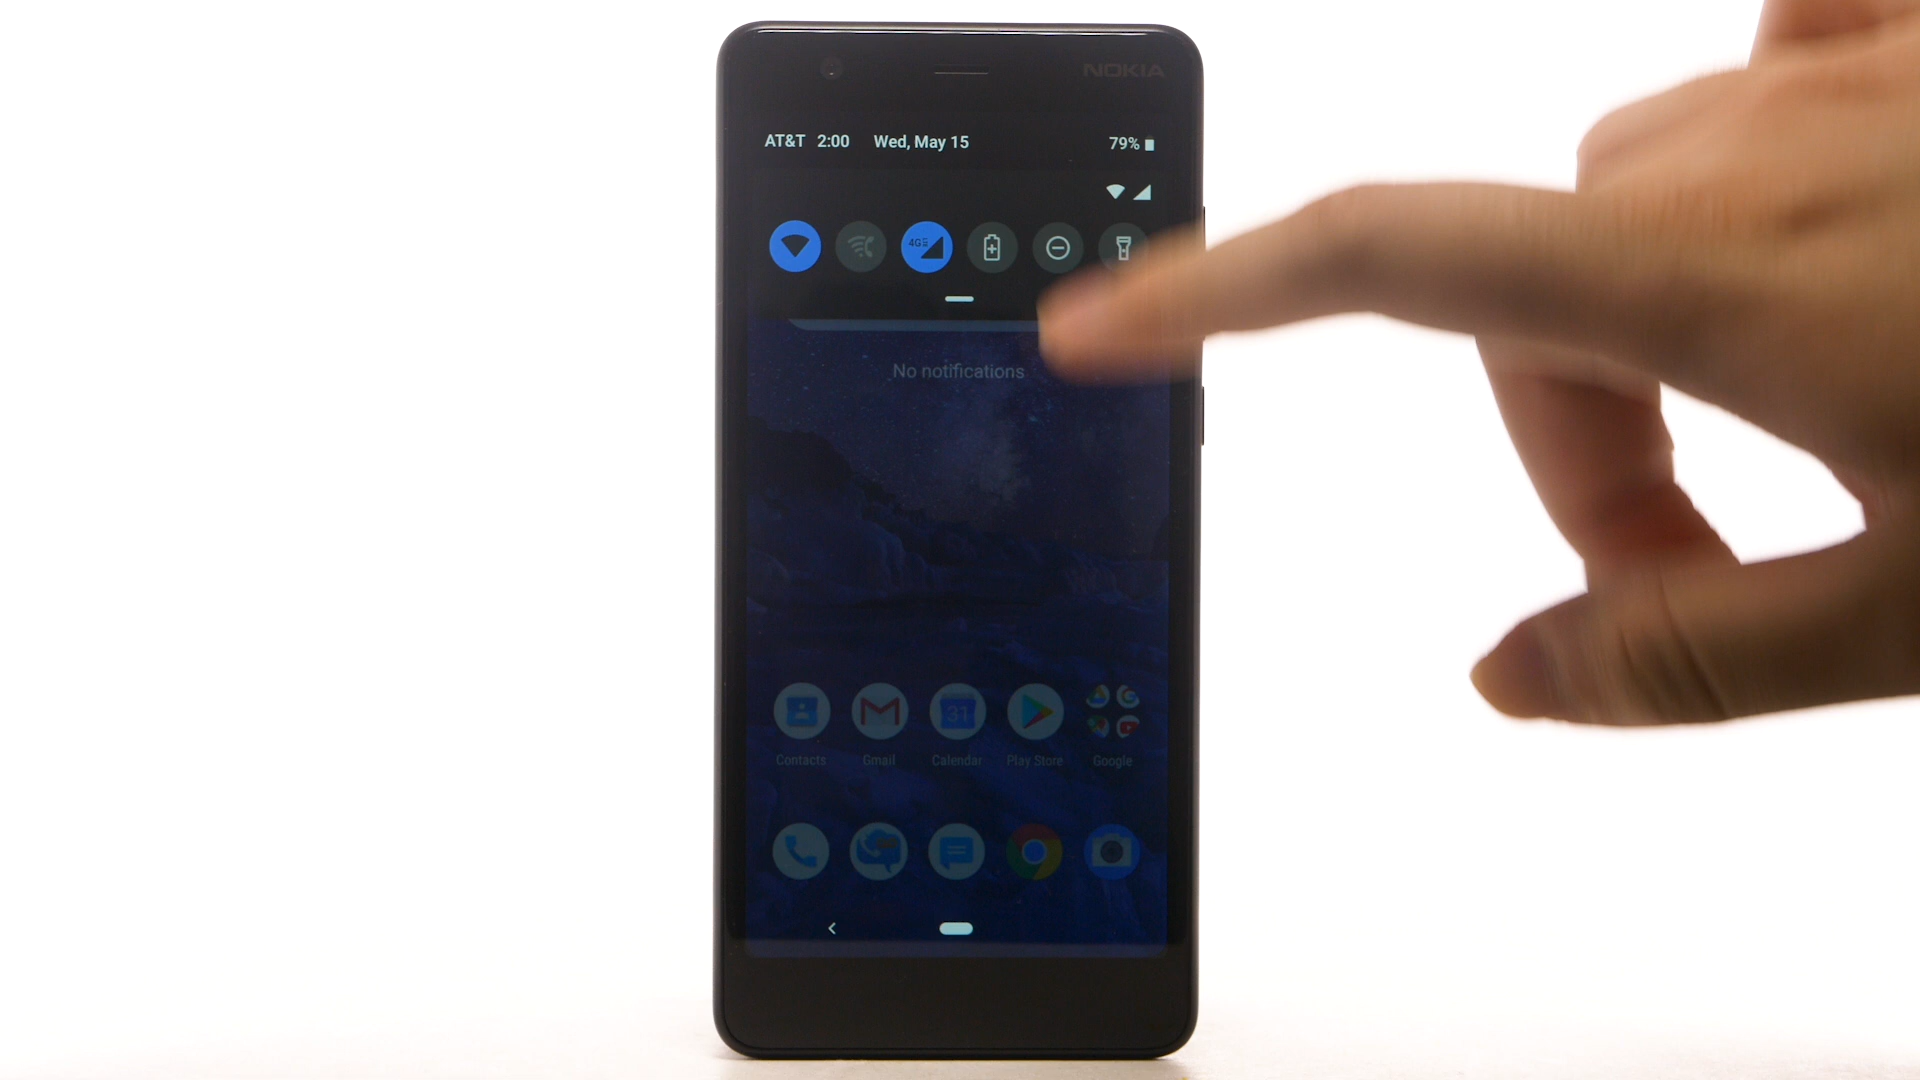 NOKIA
AT&T 2:00 Wed, May 15 79%
4G
No notifications
31
Contacts Gmail Calendar Play Store Google